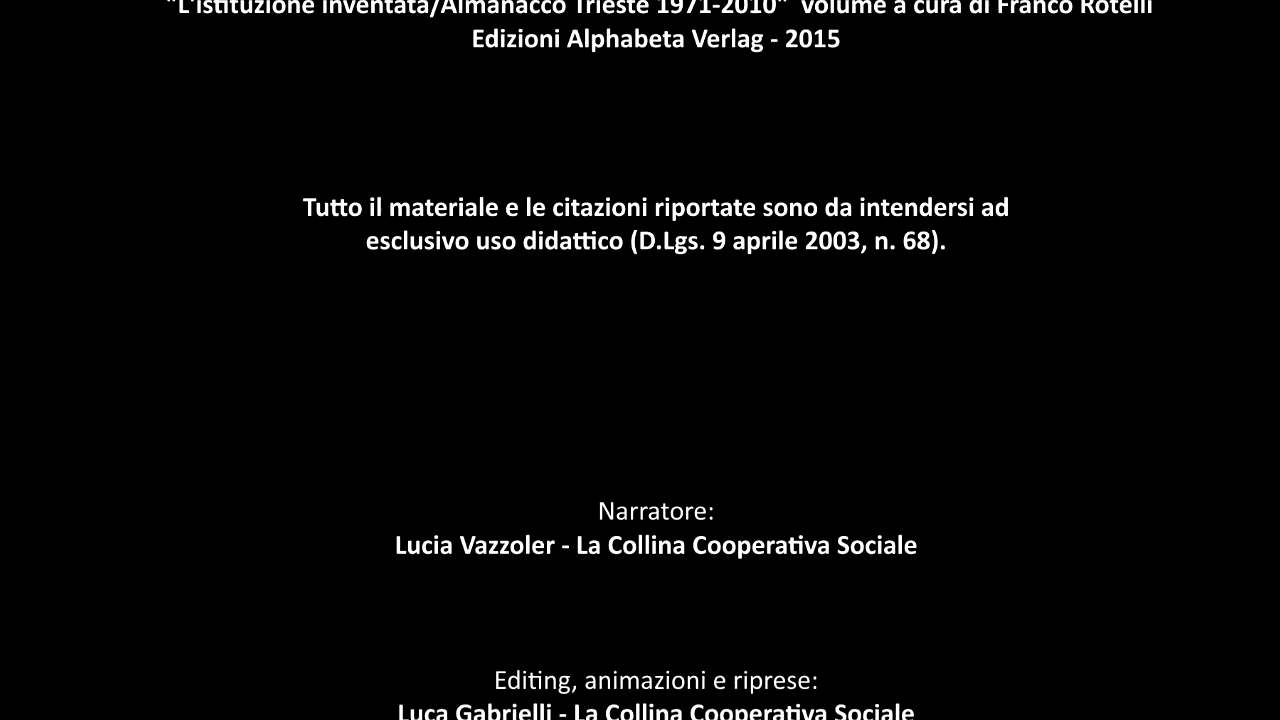 "L'istituzione inventata/Almanacco Trieste 1971-2010" volume a cura di Franco Rotelli
Edizioni Alphabeta Verlag - 2015
Tutto il materiale e le citazioni riportate sono da intendersi ad
esclusivo uso didattico (D.Lgs. 9 aprile 2003, n. 68).
Narratore:
Lucia Vazzoler - La Collina Cooperativa Sociale
Editing, animazioni e riprese:
Luca Gabrielli - La Collina Cooperativa Sociale